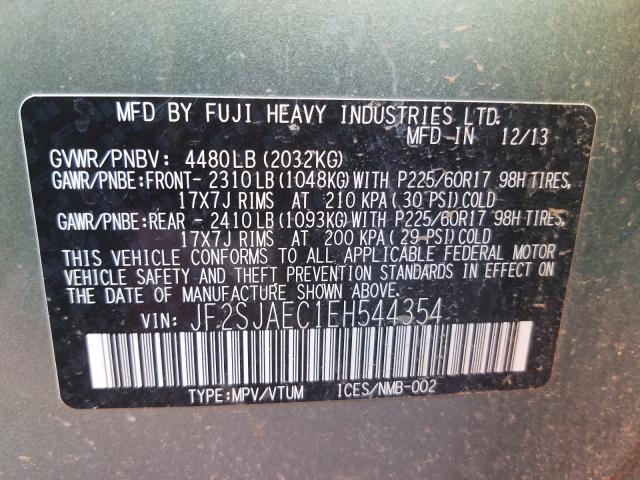 MFD BY FUJI HEAVY INDUSTRIES LTD.
MFD IN 12/13
GVWR/PNBV: 4480LB (2032KG)
GAWR/PNBE:FRONT- 2310LB (1048KG)WITH P225/60R17 98H TIRES,
17X7J RIMS AT 210 KPA ( 30 PSI) COLD
GAWR/PNBE:REAR - 2410LB (1093KG)WITH P225/60R17 98H TIRES,
17X7J RIMS AT 200 KPA ( 29 PSI) COLD
THIS VEHICLE CONFORMS TO ALL APPLICABLE FEDERAL MOTOR
VEHICLE SAFETY AND THEFT PREVENTION STANDARDS IN EFFECT ON
THE DATE OF MANUFACTURE SHOWN ABOVE.
VIN: JF2SJAEC1EH544354
TYPE:MPV/VTUM ICES/NMB-002